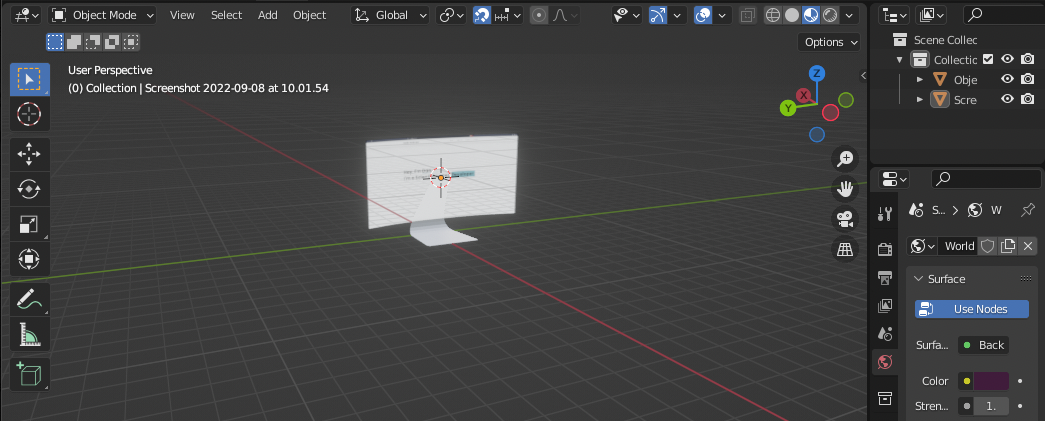 Object Mode View Select Add Object Global
Options
User Perspective
(0) Collection | Screenshot 2022-09-08 at 10.01.54
Z
X
Y
Scene Collec
Collectic
Obje
Scre
S... W
World
Surface
Use Nodes
Surfa... Back
Color
Stren... 1.